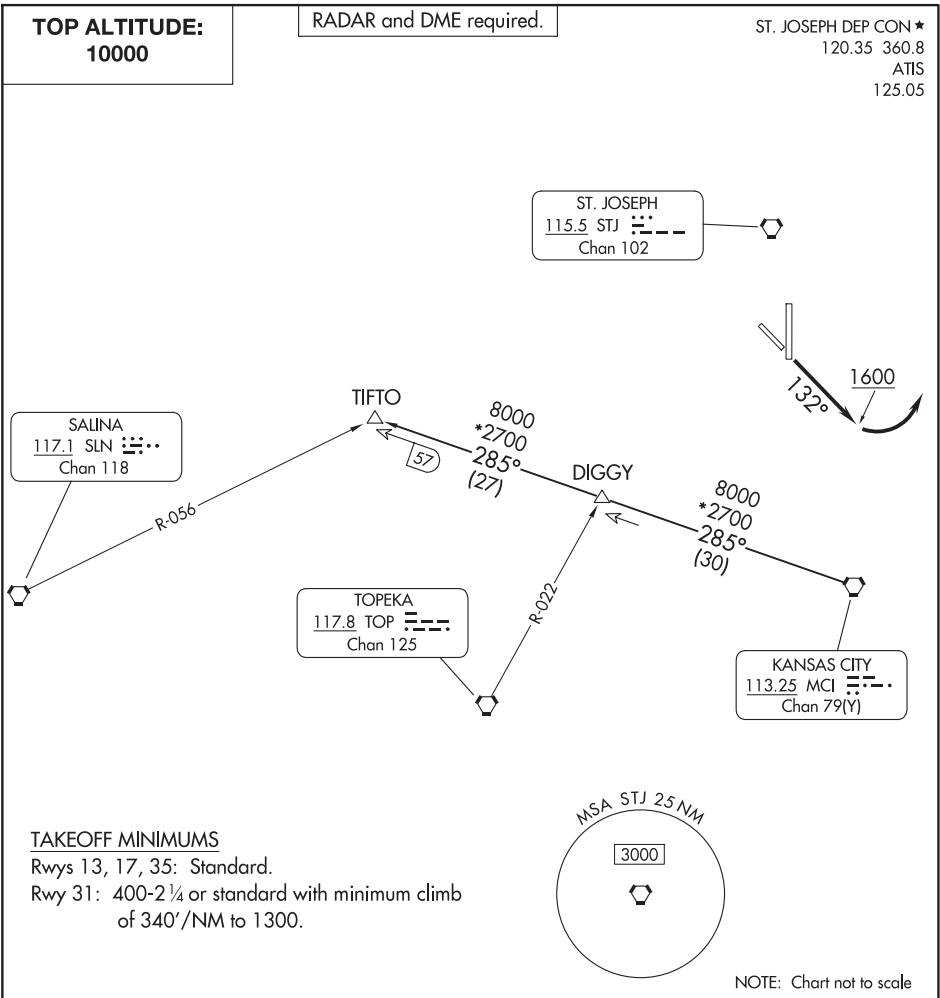 TOP ALTITUDE:
10000
RADAR and DME required.
ST. JOSEPH DEP CON ★
120.35 360.8
ATIS
125.05
ST. JOSEPH
115.5 STJ
Chan 102
132°
1600
TIFTO
8000
*2700
285°
(27)
57
SALINA
117.1 SLN
Chan 118
R-056
DIGGY
8000
*2700
285°
(30)
TOPEKA
117.8 TOP
Chan 125
R-022
KANSAS CITY
113.25 MCI
Chan 79(Y)
TAKEOFF MINIMUMS
Rwys 13, 17, 35: Standard.
Rwy 31: 400-2¼ or standard with minimum climb
of 340'/NM to 1300.
MSA STJ 25 NM
3000
NOTE: Chart not to scale